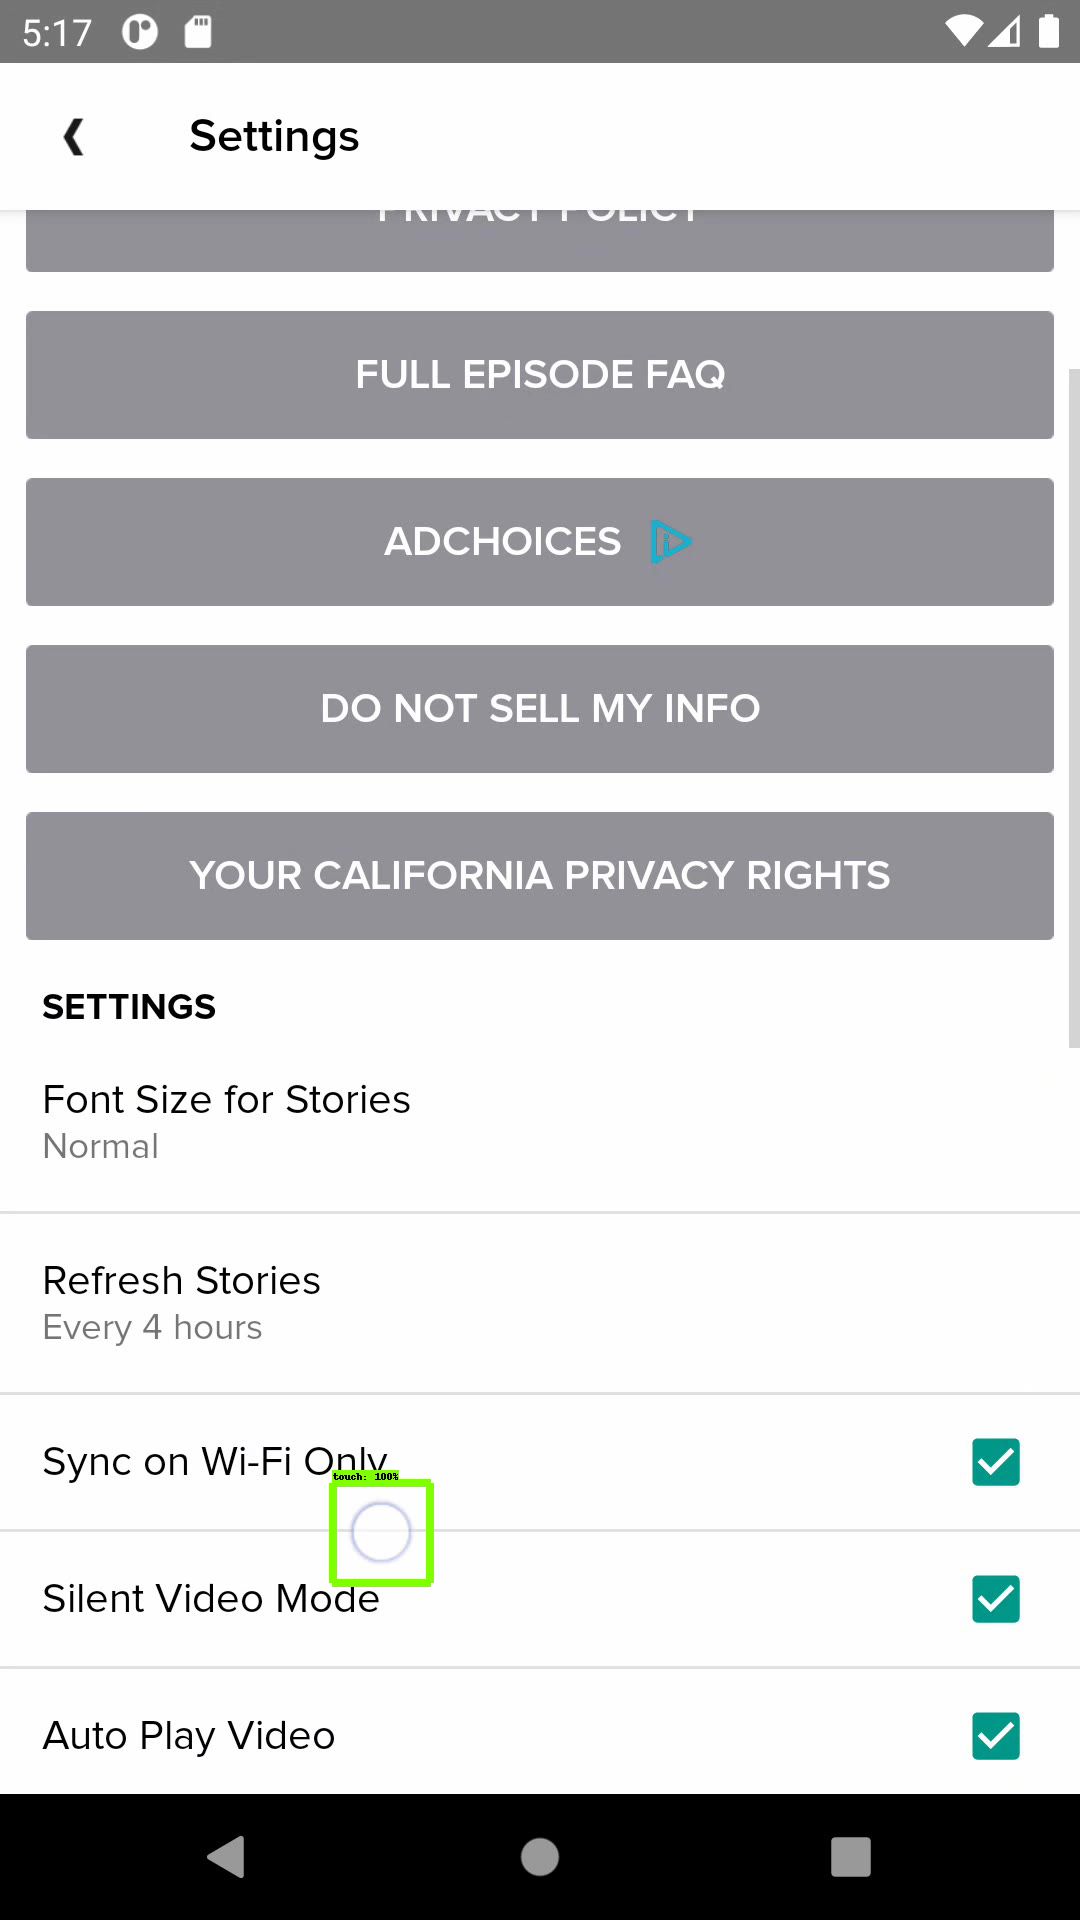 5:17
Settings
PRIVACY POLICY
FULL EPISODE FAQ
ADCHOICES
DO NOT SELL MY INFO
YOUR CALIFORNIA PRIVACY RIGHTS
SETTINGS
Font Size for Stories
Normal
Refresh Stories
Every 4 hours
Sync on Wi-Fi Only
touch: 100%
Silent Video Mode
Auto Play Video